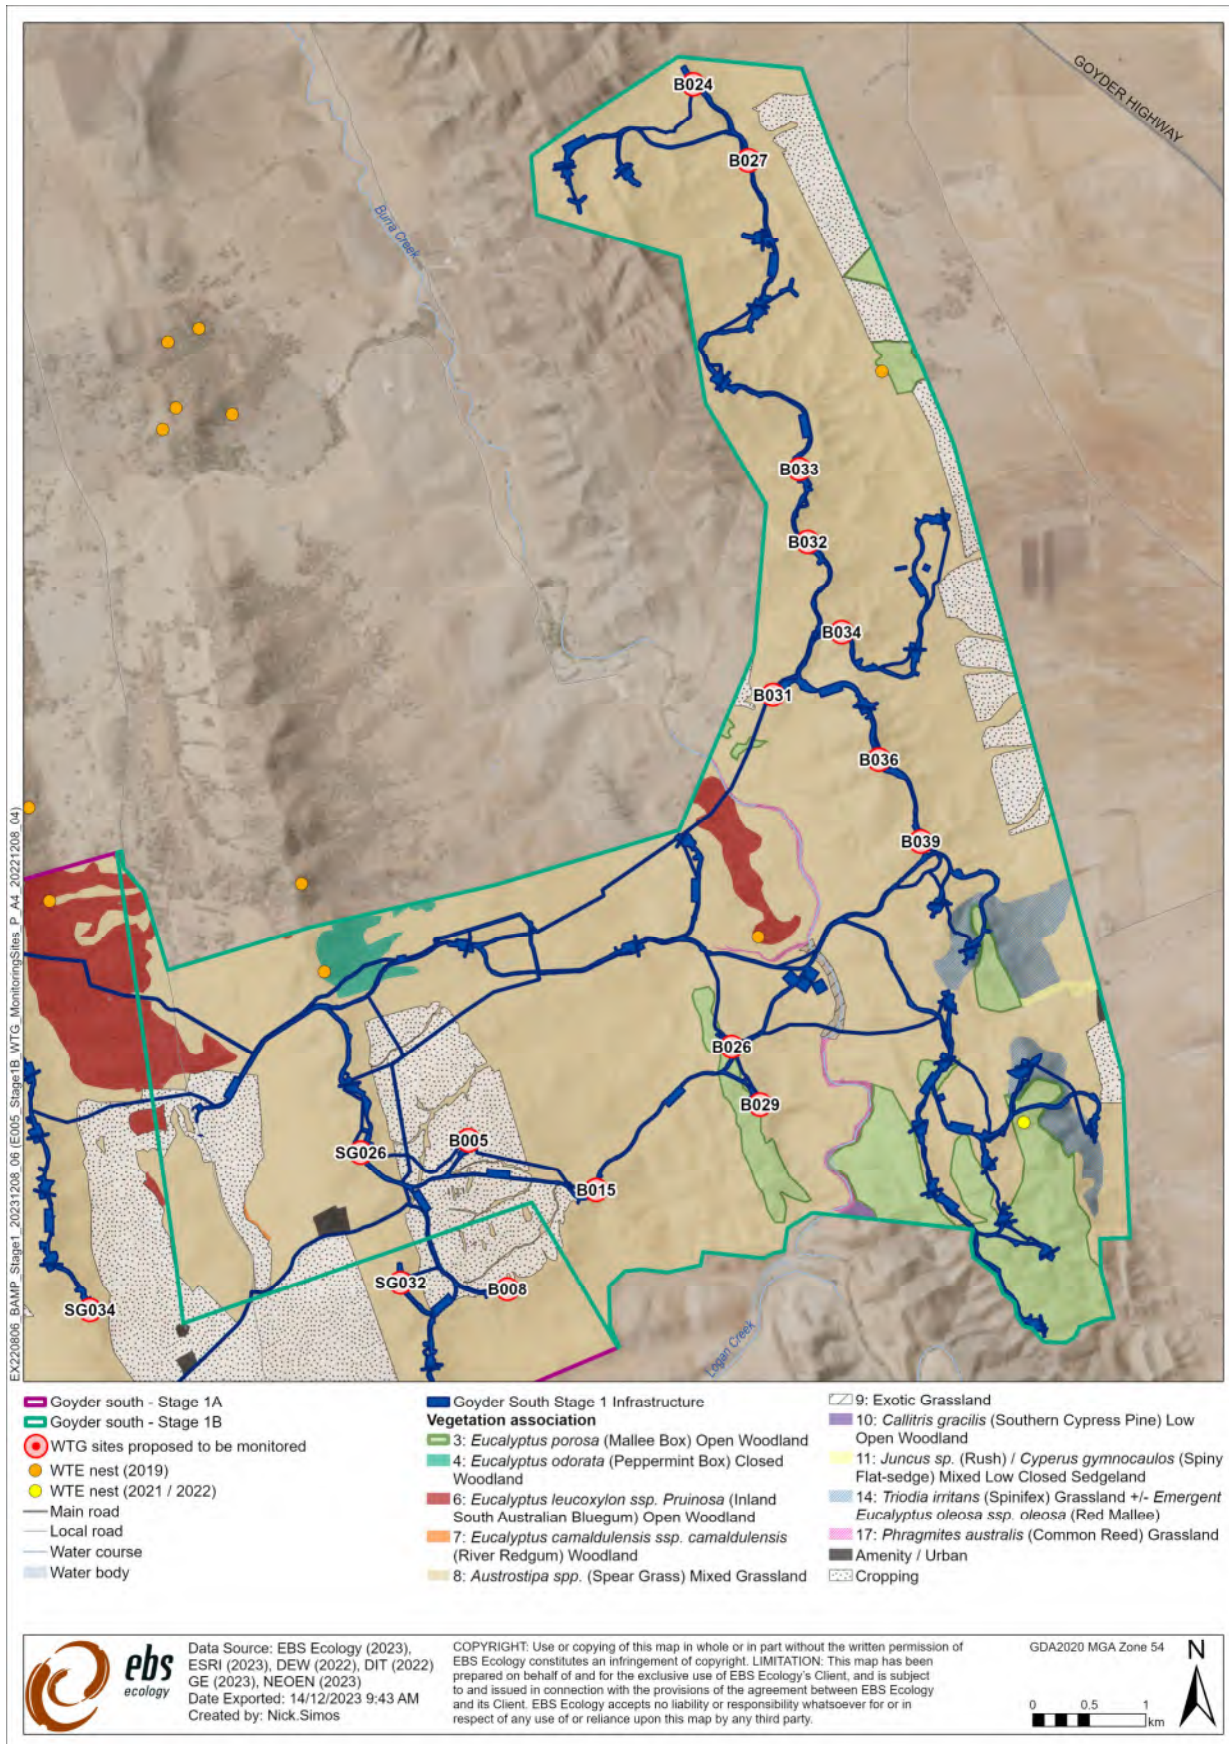 GOYDER HIGHWAY
B024
B027
Burra Creek
B033
B032
B034
B031
B036
B039
B026
B029
B005
SG026
B015
SG032
B008
SG034
Logan Creek
EX220806_BAMP_Stage1_20231208_06 (E005_Stage1B_WTG_MonitoringSites_P_A4_20221208_04)
Goyder south - Stage 1A
Goyder south - Stage 1B
WTG sites proposed to be monitored
WTE nest (2019)
WTE nest (2021 / 2022)
Main road
Local road
Water course
Water body
Goyder South Stage 1 Infrastructure
Vegetation association
3: Eucalyptus porosa (Mallee Box) Open Woodland
4: Eucalyptus odorata (Peppermint Box) Closed
Woodland
6: Eucalyptus leucoxylon ssp. Pruinosa (Inland
South Australian Bluegum) Open Woodland
7: Eucalyptus camaldulensis ssp. camaldulensis
(River Redgum) Woodland
8: Austrostipa spp. (Spear Grass) Mixed Grassland
9: Exotic Grassland
10: Callitris gracilis (Southern Cypress Pine) Low
Open Woodland
11: Juncus sp. (Rush) / Cyperus gymnocaulos (Spiny
Flat-sedge) Mixed Low Closed Sedgeland
14: Triodia irritans (Spinifex) Grassland +/- Emergent
Eucalyptus oleosa ssp. oleosa (Red Mallee)
17: Phragmites australis (Common Reed) Grassland
Amenity / Urban
Cropping
ebs
ecology
Data Source: EBS Ecology (2023),
ESRI (2023), DEW (2022), DIT (2022)
GE (2023), NEOEN (2023)
Date Exported: 14/12/2023 9:43 AM
Created by: Nick.Simos
COPYRIGHT: Use or copying of this map in whole or in part without the written permission of
EBS Ecology constitutes an infringement of copyright. LIMITATION: This map has been
prepared on behalf of and for the exclusive use of EBS Ecology's Client, and is subject
to and issued in connection with the provisions of the agreement between EBS Ecology
and its Client. EBS Ecology accepts no liability or responsibility whatsoever for or in
respect of any use of or reliance upon this map by any third party.
GDA2020 MGA Zone 54
N
0 0.5 1
km